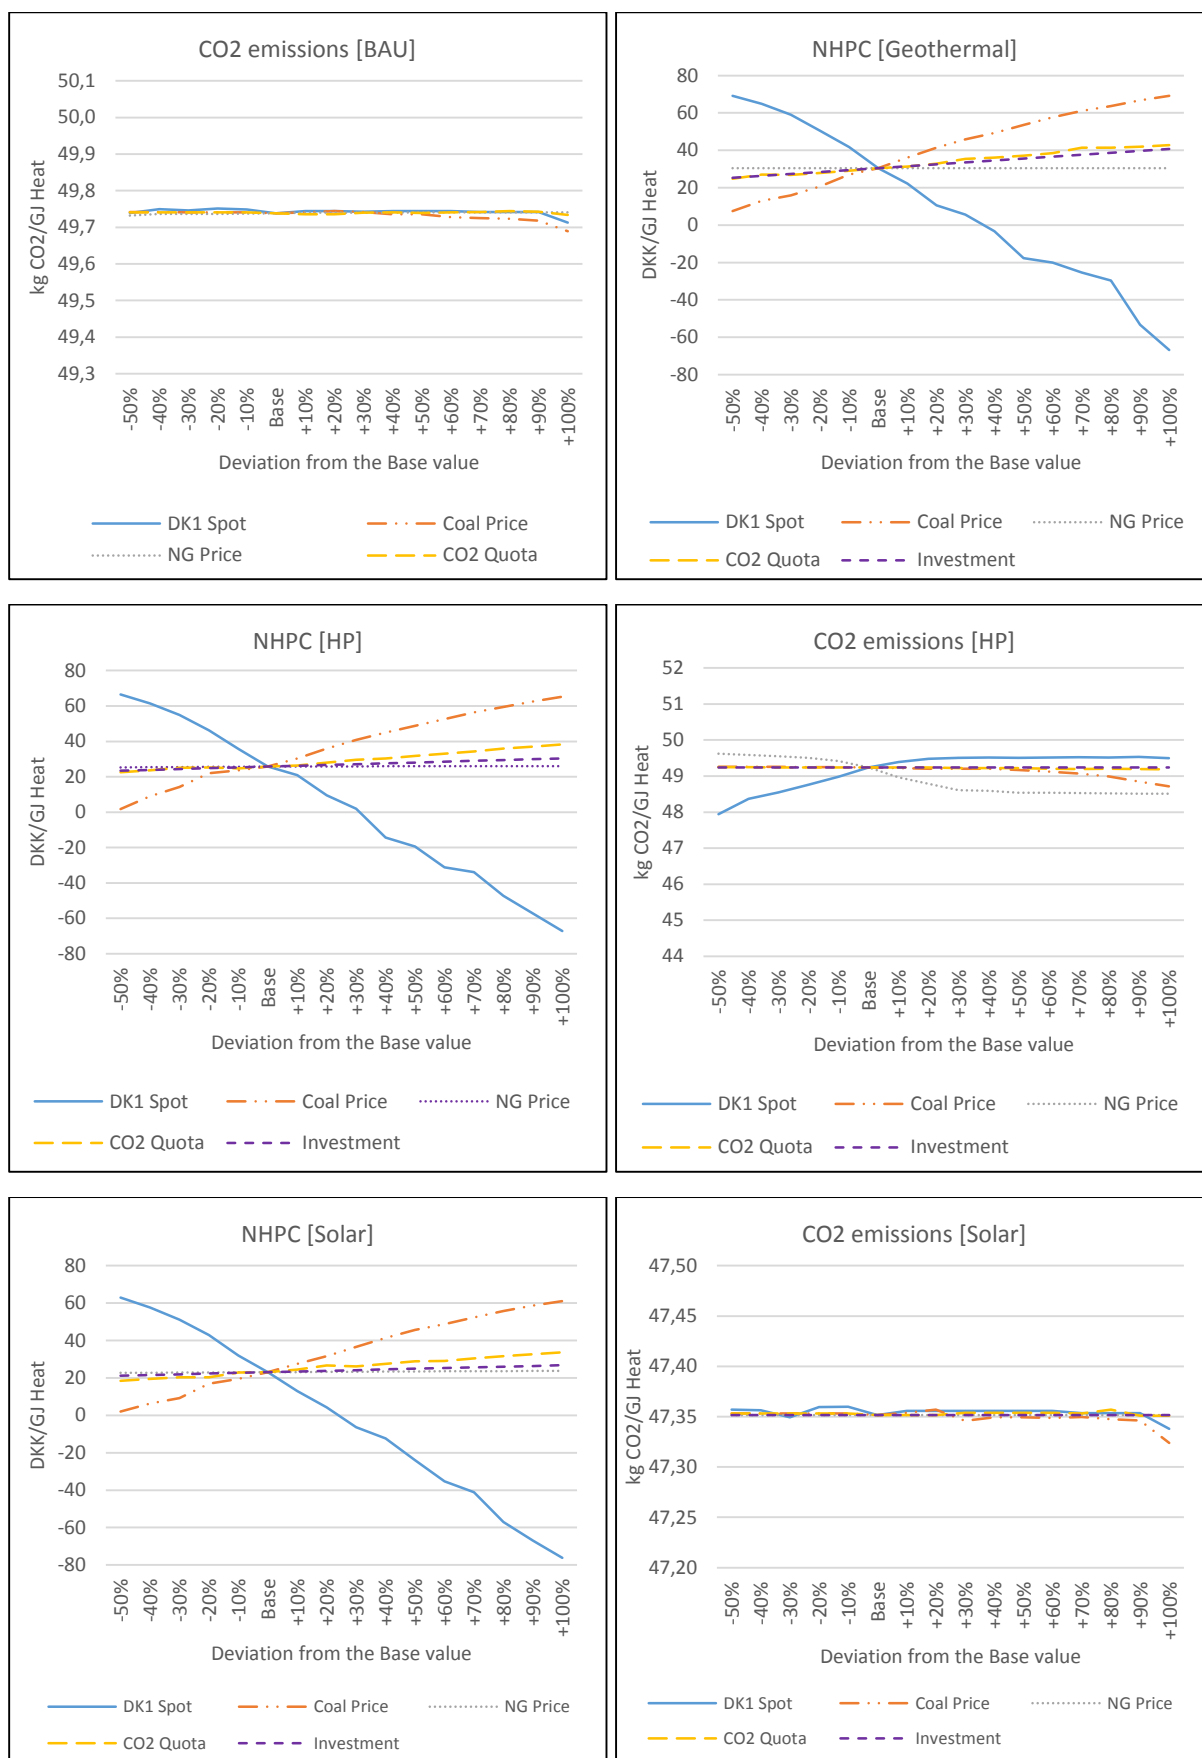 CO2 emissions [BAU]
50,1
50,0
49,9
49,8
49,7
49,6
49,5
49,4
49,3
kg CO2/GJ Heat
-50%
-40%
-30%
-20%
-10%
Base
+10%
+20%
+30%
+40%
+50%
+60%
+70%
+80%
+90%
+100%
Deviation from the Base value
DK1 Spot
Coal Price
NG Price
CO2 Quota
NHPC [Geothermal]
80
60
40
20
0
-20
-40
-60
-80
DKK/GJ Heat
-50%
-40%
-30%
-20%
-10%
Base
+10%
+20%
+30%
+40%
+50%
+60%
+70%
+80%
+90%
+100%
Deviation from the Base value
DK1 Spot
Coal Price
NG Price
CO2 Quota
Investment
NHPC [HP]
80
60
40
20
0
-20
-40
-60
-80
DKK/GJ Heat
-50%
-40%
-30%
-20%
-10%
Base
+10%
+20%
+30%
+40%
+50%
+60%
+70%
+80%
+90%
+100%
Deviation from the Base value
DK1 Spot
Coal Price
NG Price
CO2 Quota
Investment
CO2 emissions [HP]
52
51
50
49
48
47
46
45
44
kg CO2/GJ Heat
-50%
-40%
-30%
-20%
-10%
Base
+10%
+20%
+30%
+40%
+50%
+60%
+70%
+80%
+90%
+100%
Deviation from the Base value
DK1 Spot
Coal Price
NG Price
CO2 Quota
Investment
NHPC [Solar]
80
60
40
20
0
-20
-40
-60
-80
DKK/GJ Heat
-50%
-40%
-30%
-20%
-10%
Base
+10%
+20%
+30%
+40%
+50%
+60%
+70%
+80%
+90%
+100%
Deviation from the Base value
DK1 Spot
Coal Price
NG Price
CO2 Quota
Investment
CO2 emissions [Solar]
47,50
47,45
47,40
47,35
47,30
47,25
47,20
kg CO2/GJ Heat
-50%
-40%
-30%
-20%
-10%
Base
+10%
+20%
+30%
+40%
+50%
+60%
+70%
+80%
+90%
+100%
Deviation from the Base value
DK1 Spot
Coal Price
NG Price
CO2 Quota
Investment